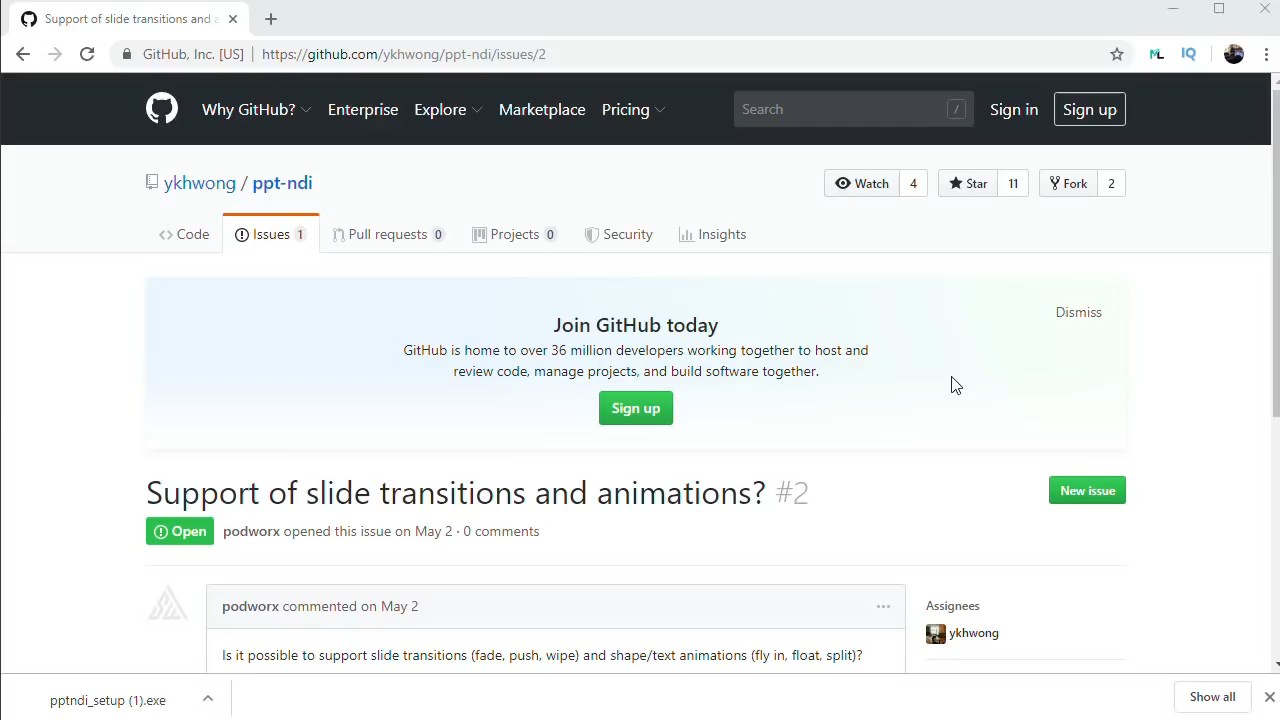 Support of slide transitions and a
GitHub, Inc. [US] | https://github.com/ykhwong/ppt-ndi/issues/2
ML IQ
Why GitHub? Enterprise Explore Marketplace Pricing Search / Sign in Sign up
ykhwong / ppt-ndi
Watch 4 Star 11 Fork 2
Code Issues 1 Pull requests 0 Projects 0 Security Insights
Join GitHub today
Dismiss
GitHub is home to over 36 million developers working together to host and
review code, manage projects, and build software together.
Sign up
Support of slide transitions and animations? #2
New issue
Open podworx opened this issue on May 2 · 0 comments
podworx commented on May 2
Assignees
ykhwong
Is it possible to support slide transitions (fade, push, wipe) and shape/text animations (fly in, float, split)?
pptndi_setup (1).exe
Show all